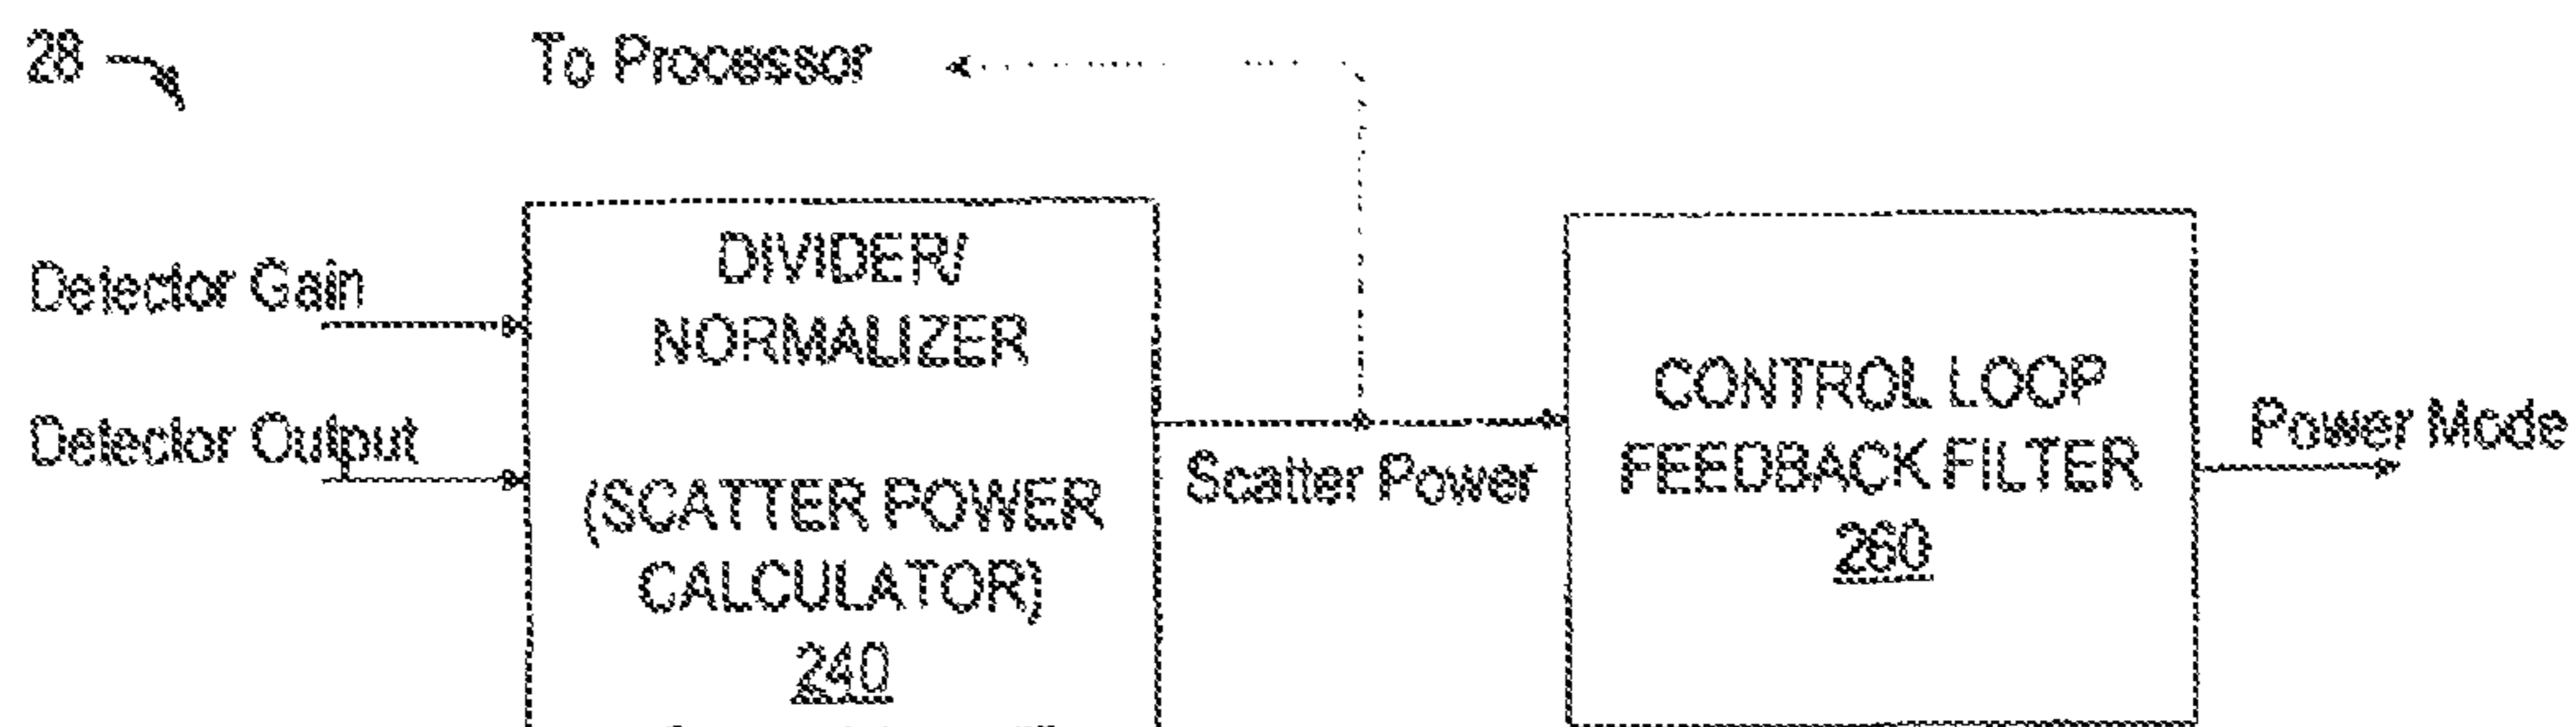 28
To Processor
Detector Gain
Detector Output
DIVIDER/
NORMALIZER
(SCATTER POWER
CALCULATOR)
240
Scatter Power
CONTROL LOOP
FEEDBACK FILTER
260
Power Mode